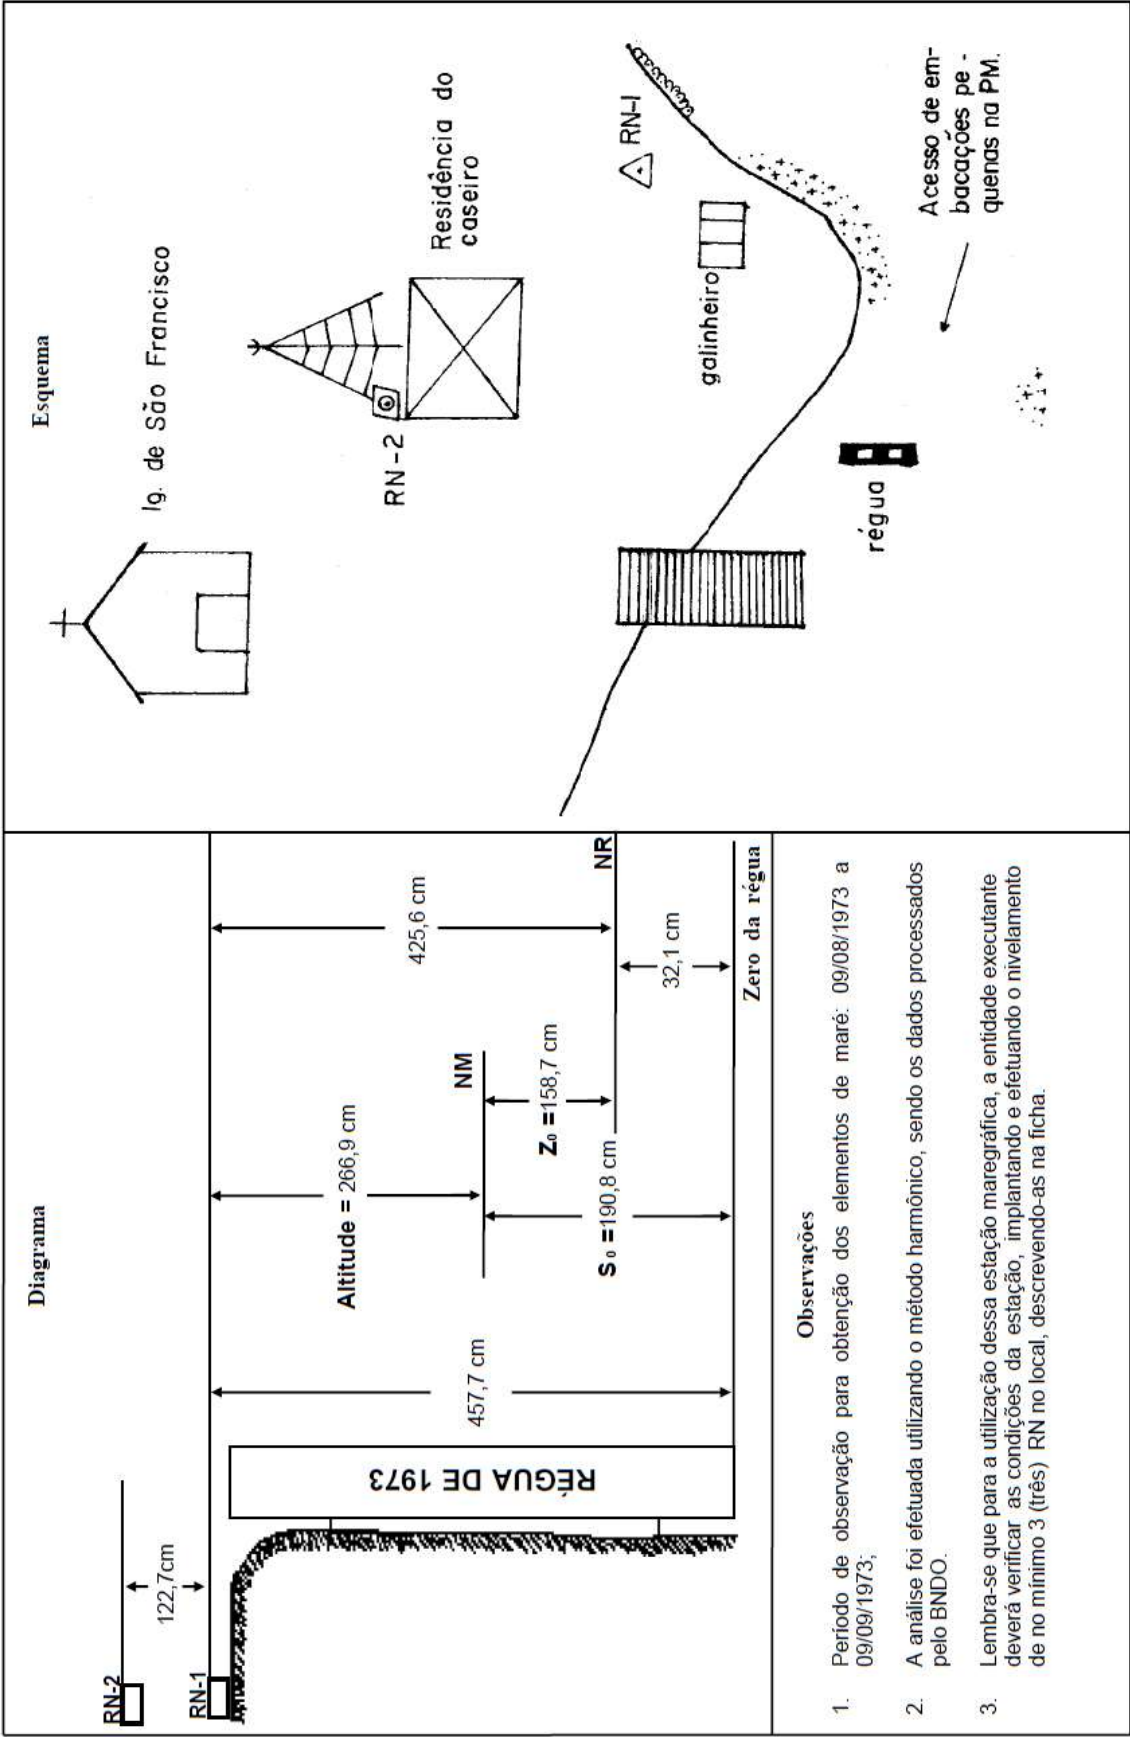 Diagrama
RN-2
122,7cm
RN-1
RÉGUA DE 1973
457,7 cm
Altitude = 266,9 cm
NM
S₀ =190,8 cm
Z₀ =158,7 cm
425,6 cm
NR
32,1 cm
Zero da régua
Observações
1. Período de observação para obtenção dos elementos de maré: 09/08/1973 a
09/09/1973;
2. A análise foi efetuada utilizando o método harmônico, sendo os dados processados
pelo BNDO.
3. Lembra-se que para a utilização dessa estação maregráfica, a entidade executante
deverá verificar as condições da estação, implantando e efetuando o nivelamento
de no mínimo 3 (três) RN no local, descrevendo-as na ficha.
Esquema
Ig. de São Francisco
RN-2
Residência do
caseiro
RN-1
galinheiro
régua
Acesso de em-
bacações pe -
quenas na PM.